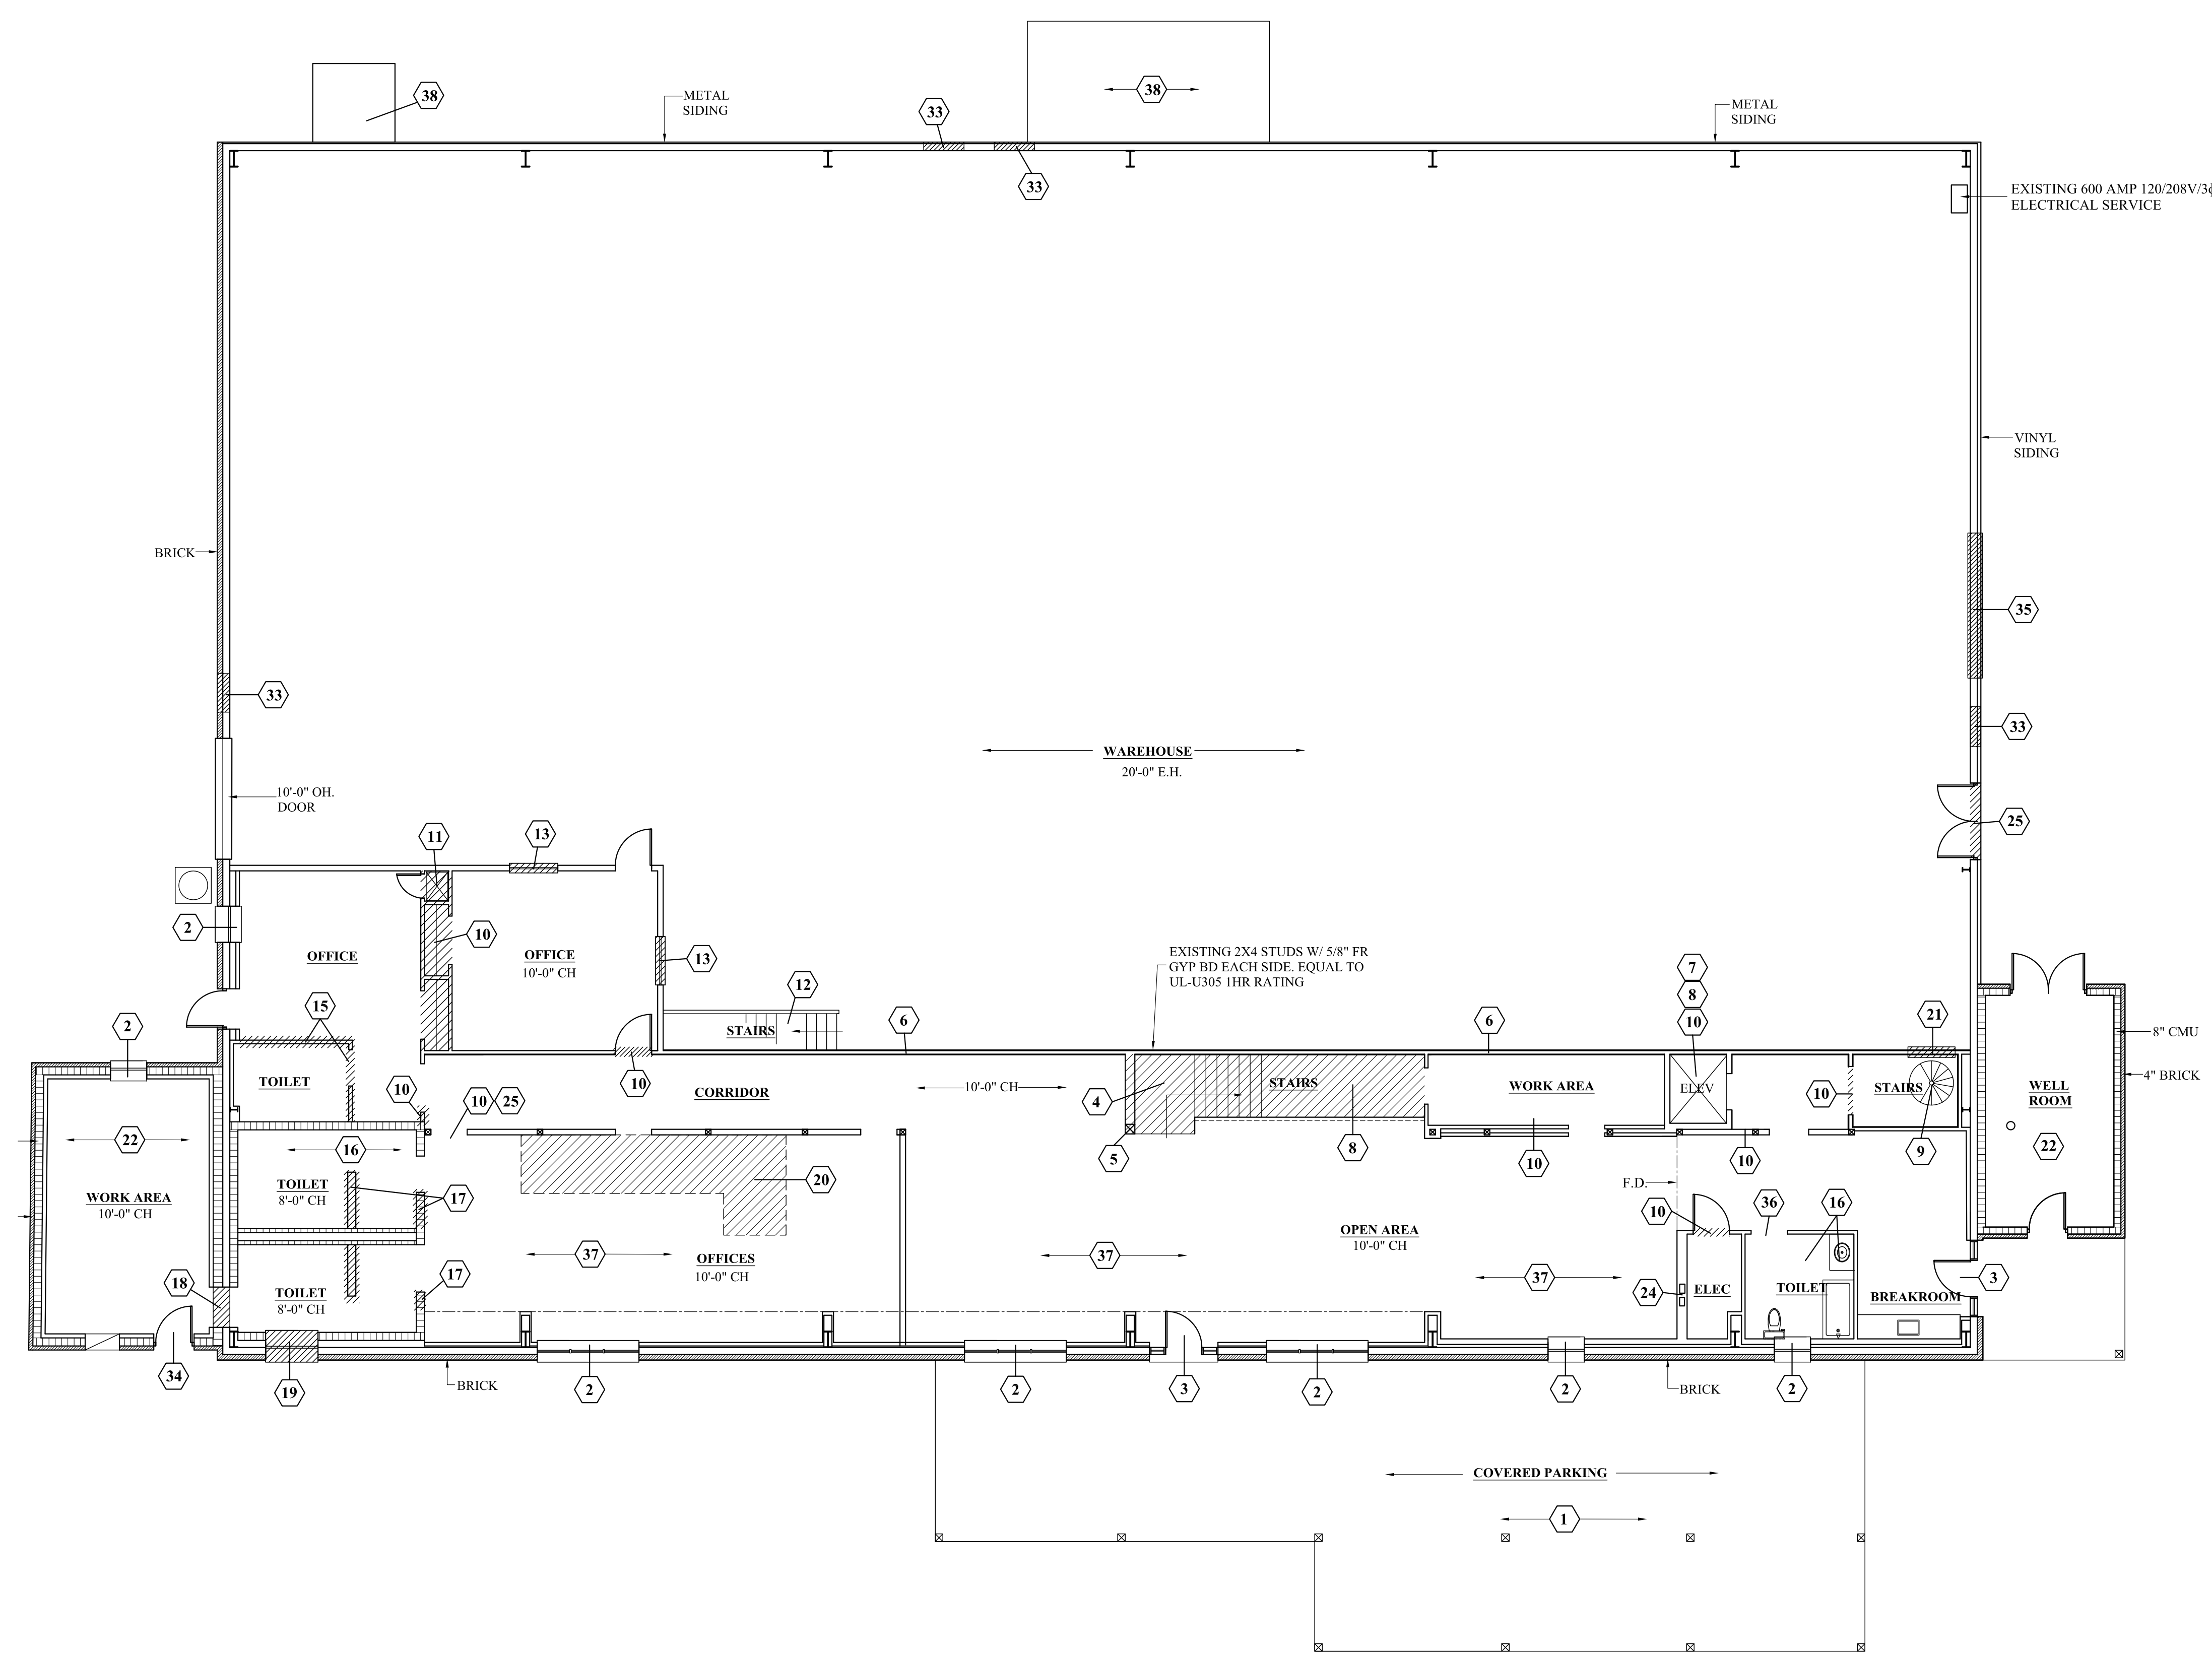 38
38
METAL
SIDING
METAL
SIDING
33
33
EXISTING 600 AMP 120/208V/3ϕ
ELECTRICAL SERVICE
VINYL
SIDING
BRICK
35
33
33
WAREHOUSE
20'-0" E.H.
10'-0" OH.
DOOR
25
11
13
2
10
OFFICE
OFFICE
10'-0" CH
13
EXISTING 2X4 STUDS W/ 5/8" FR
GYP BD EACH SIDE. EQUAL TO
UL-U305 1HR RATING
7
8
10
12
15
2
STAIRS
6
6
21
8" CMU
TOILET
10
10
25
10
CORRIDOR
10'-0" CH
4
STAIRS
WORK AREA
ELEV
10
STAIRS
WELL
ROOM
4" BRICK
22
16
5
8
10
10
9
22
WORK AREA
10'-0" CH
TOILET
8'-0" CH
17
20
F.D.
10
36
16
OPEN AREA
10'-0" CH
37
OFFICES
10'-0" CH
37
37
18
TOILET
8'-0" CH
17
24
ELEC
TOILET
BREAKROOM
3
34
19
BRICK
2
2
3
2
2
BRICK
2
COVERED PARKING
1